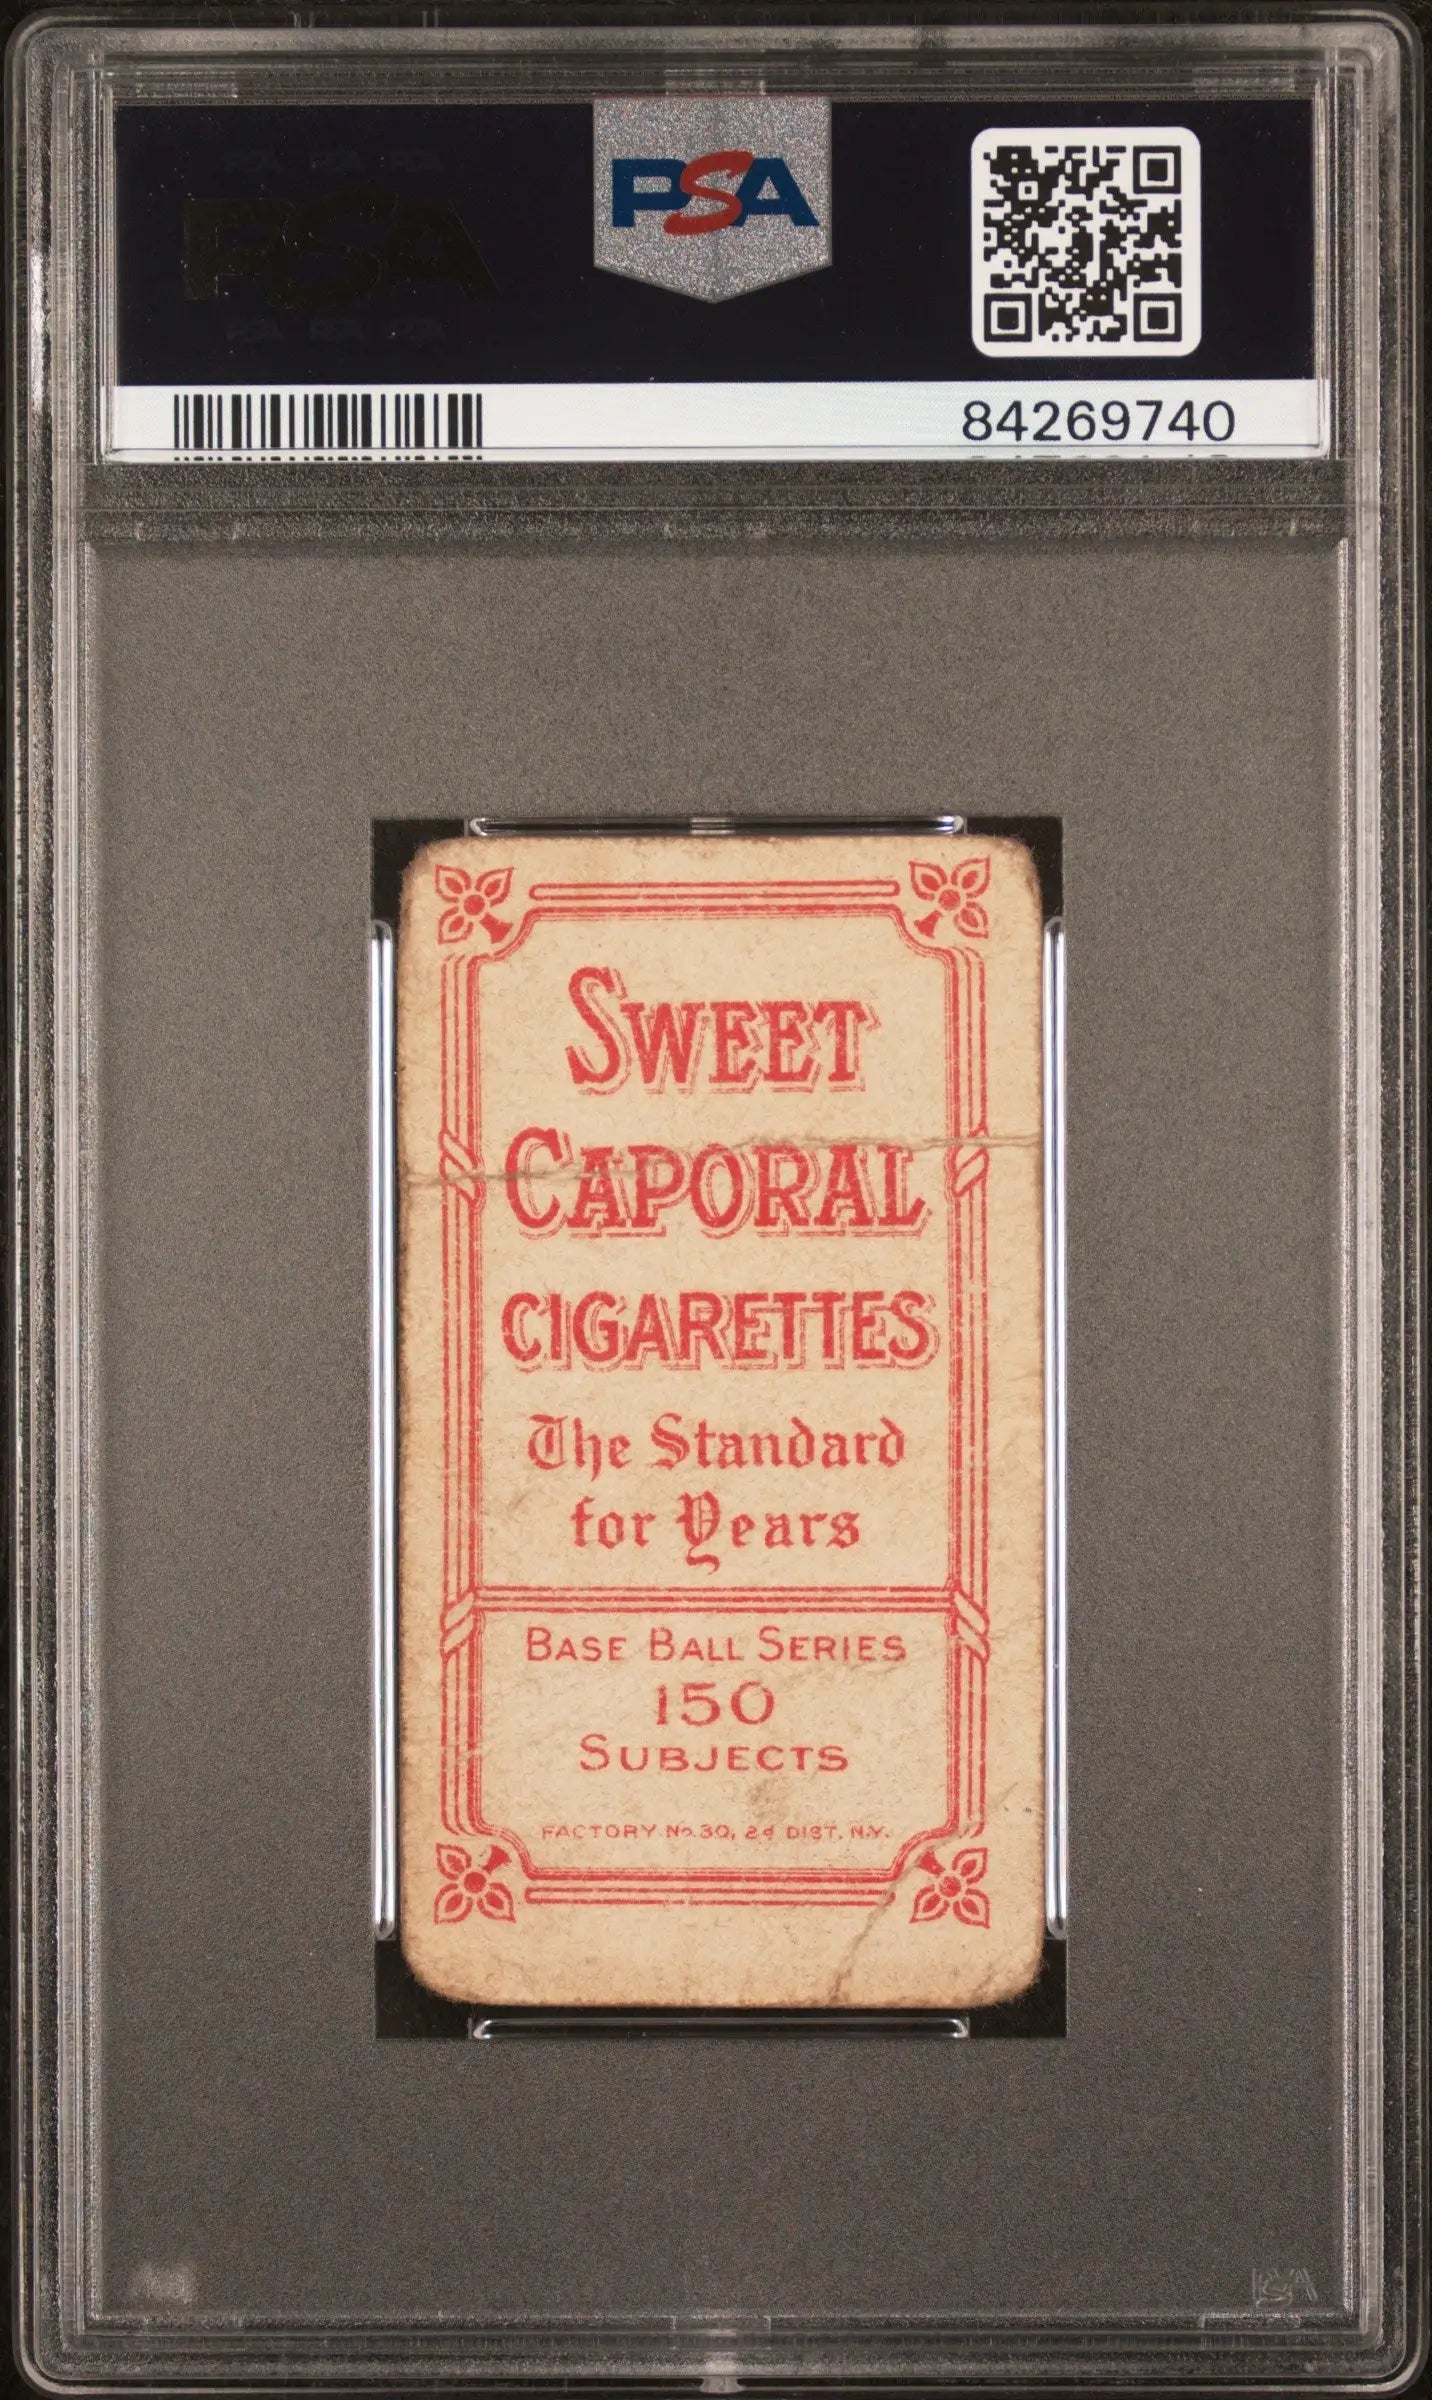 PSA
84269740
SWEET
CAPORAL
CIGARETTES
The Standard
for Years
BASE BALL SERIES
150
SUBJECTS
FACTORY No. 30, 2d DIST. N.Y.
PSA